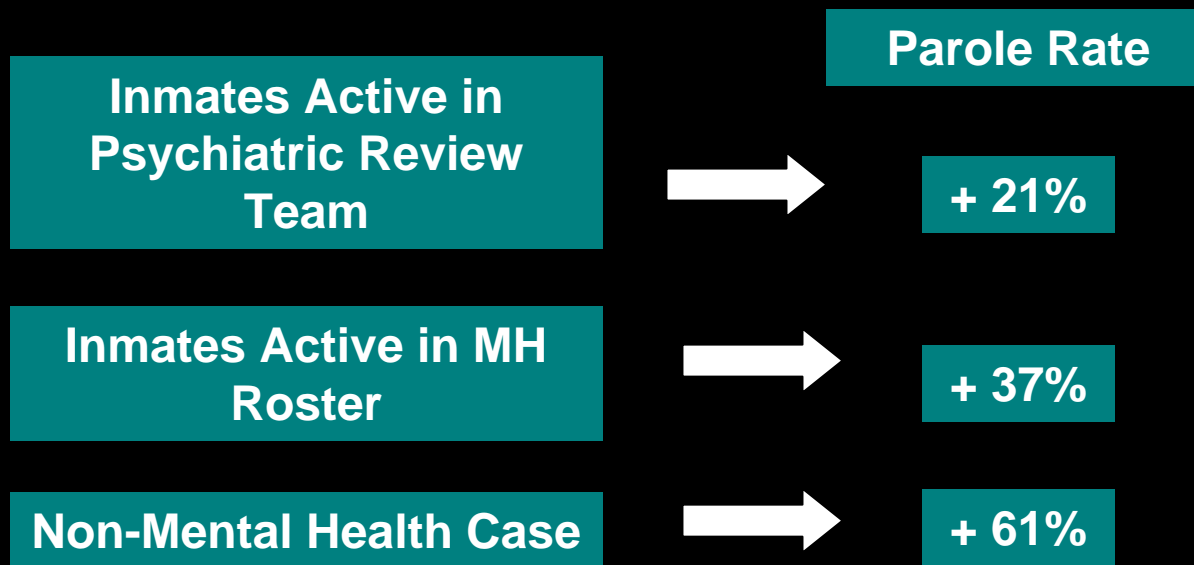 Parole Rate
Inmates Active in
Psychiatric Review
Team
+ 21%
Inmates Active in MH
Roster
+ 37%
Non-Mental Health Case
+ 61%